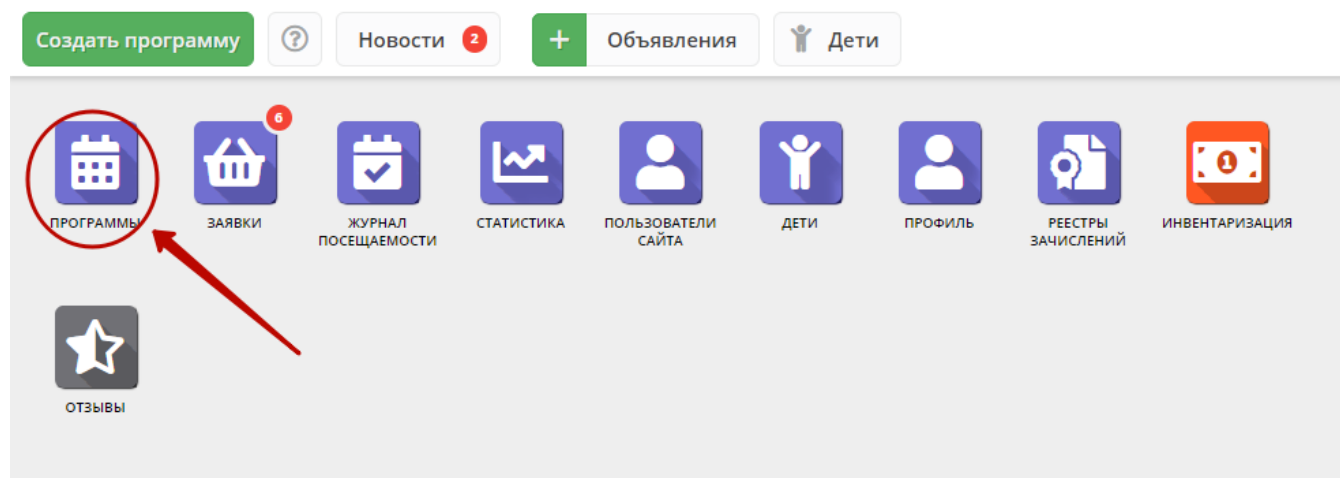 Создать программу
Новости 2
+ Объявления
Дети
ПРОГРАММЫ
6
ЗАЯВКИ
ЖУРНАЛ
ПОСЕЩАЕМОСТИ
СТАТИСТИКА
ПОЛЬЗОВАТЕЛИ
САЙТА
ДЕТИ
ПРОФИЛЬ
РЕЕСТРЫ
ЗАЧИСЛЕНИЙ
1
ИНВЕНТАРИЗАЦИЯ
ОТЗЫВЫ